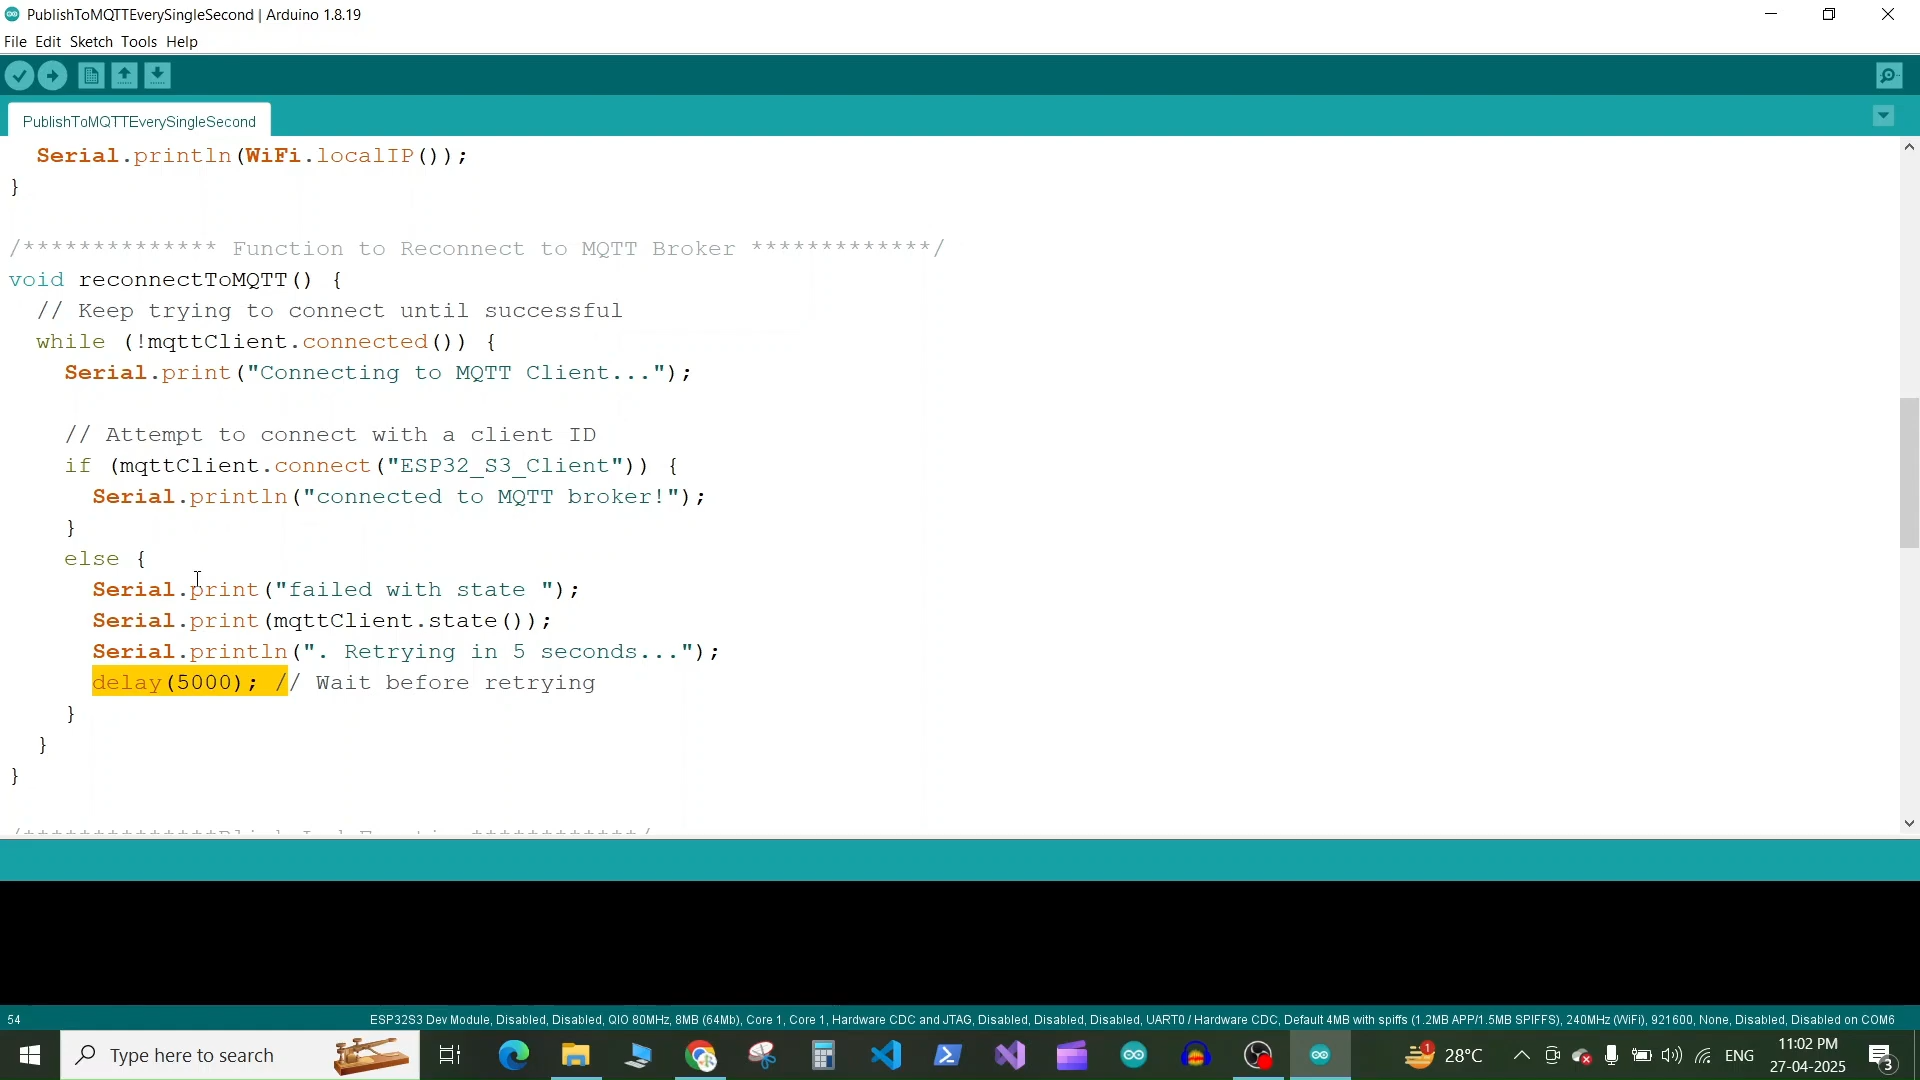 PublishToMQTTEverySingleSecond | Arduino 1.8.19
File Edit Sketch Tools Help
PublishToMQTTEverySingleSecond
Serial.println(WiFi.localIP());
}
/************** Function to Reconnect to MQTT Broker *************/
void reconnectToMQTT() {
// Keep trying to connect until successful
while (!mqttClient.connected()) {
Serial.print("Connecting to MQTT Client...");
// Attempt to connect with a client ID
if (mqttClient.connect("ESP32_S3_Client")) {
Serial.println("connected to MQTT broker!");
}
else {
Serial.print("failed with state ");
Serial.print(mqttClient.state());
Serial.println(". Retrying in 5 seconds...");
delay(5000); // Wait before retrying
}
}
}
54
ESP32S3 Dev Module, Disabled, Disabled, QIO 80MHz, 8MB (64Mb), Core 1, Core 1, Hardware CDC and JTAG, Disabled, Disabled, Disabled, UART0 / Hardware CDC, Default 4MB with spiffs (1.2MB APP/1.5MB SPIFFS), 240MHz (WiFi), 921600, None, Disabled, Disabled on COM6
Type here to search
1
28°C
ENG
11:02 PM
27-04-2025
3